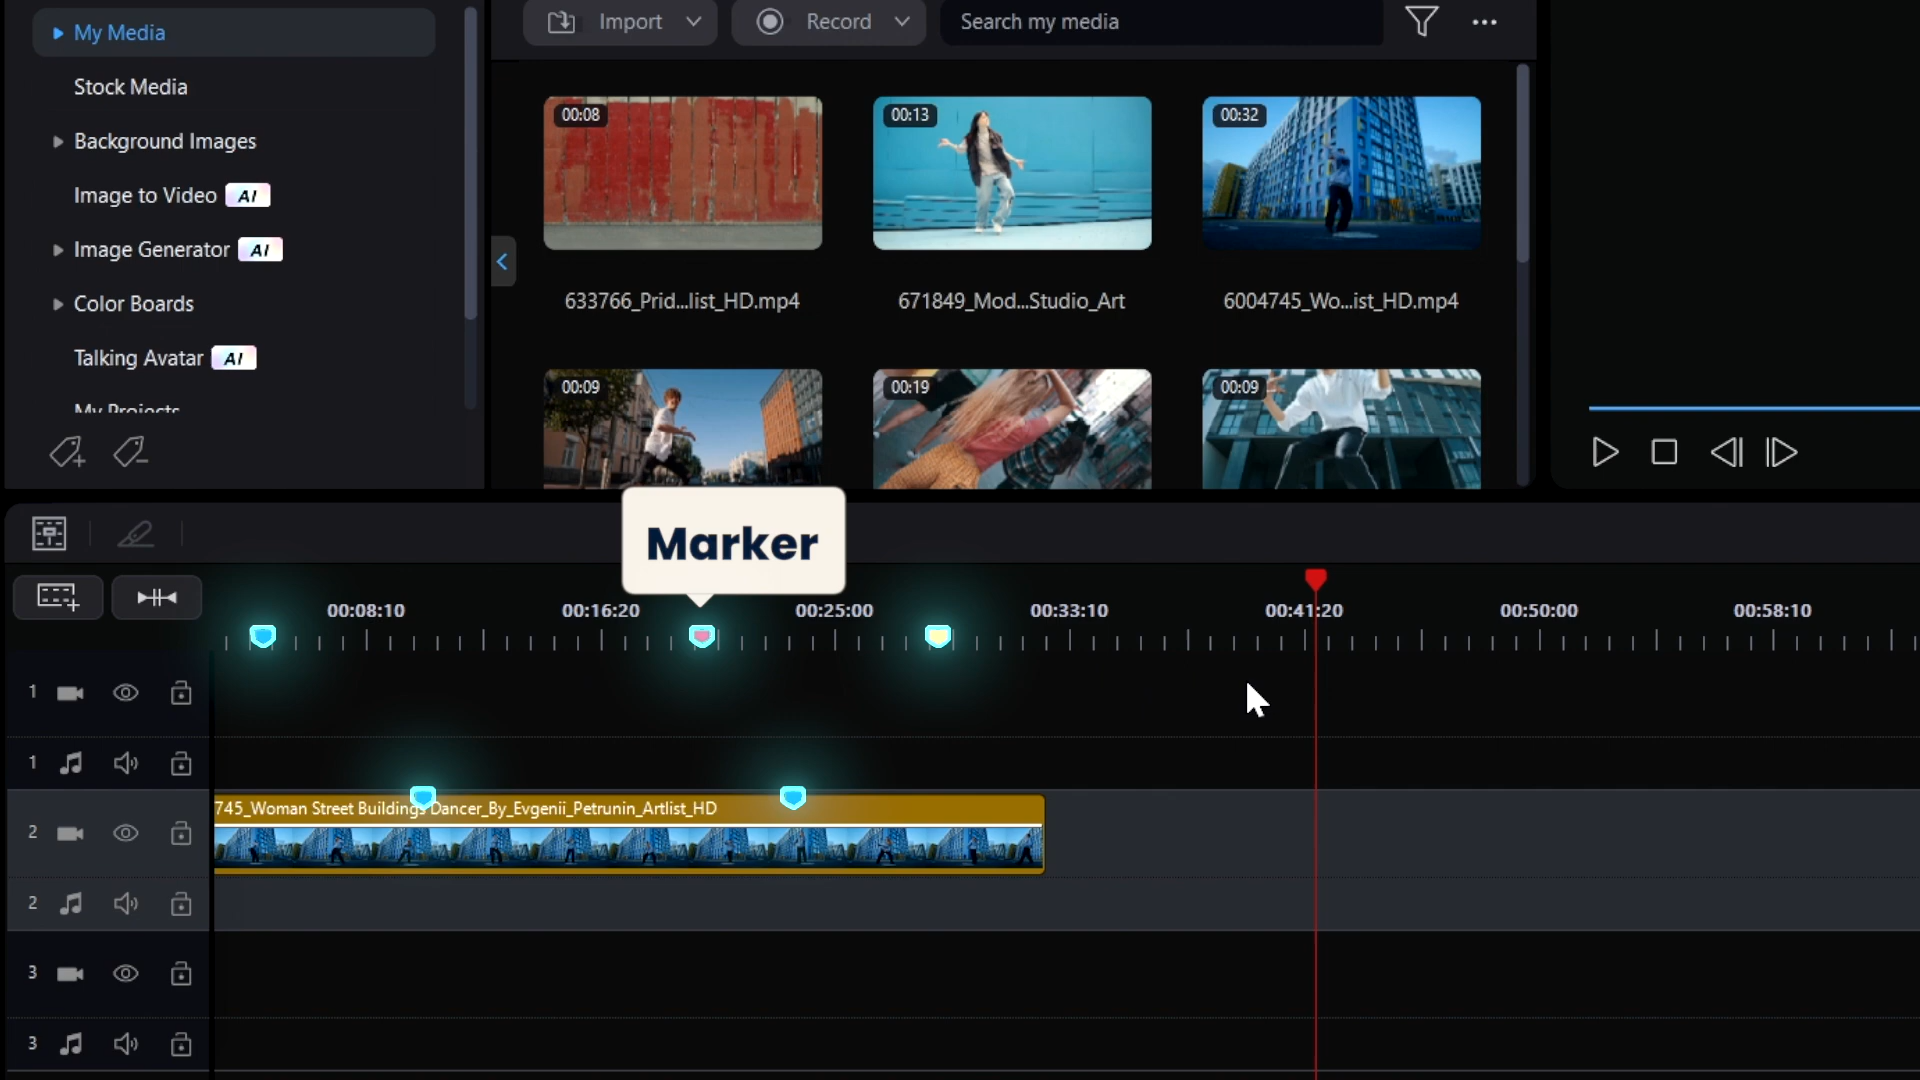 My Media
Import
Record
Search my media
Stock Media
Background Images
Image to Video AI
Image Generator AI
Color Boards
Talking Avatar AI
My Projects
00:08
00:13
00:32
633766_Prid...list_HD.mp4
671849_Mod...Studio_Art
6004745_Wo...ist_HD.mp4
00:09
00:19
00:09
Marker
00:08:10
00:16:20
00:25:00
00:33:10
00:41:20
00:50:00
00:58:10
1
1
745_Woman Street Buildings Dancer_By_Evgenii_Petrunin_Artlist_HD
2
2
3
3